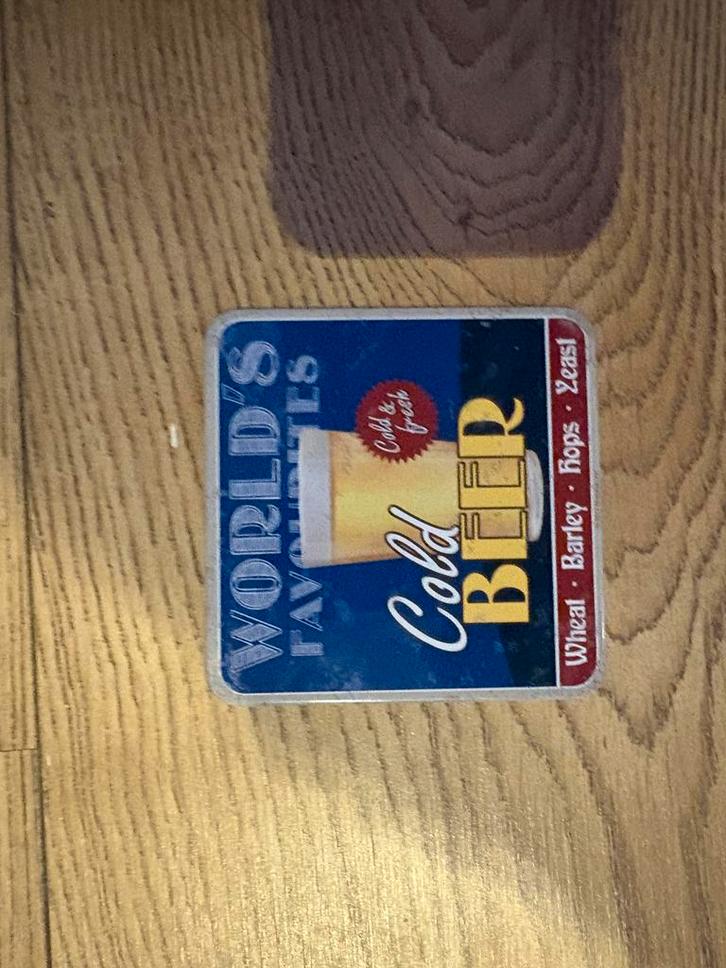 WORLD'S
FAVOURITES
Cold &
fresh
Cold
BEER
Wheat · Barley · Hops · Yeast